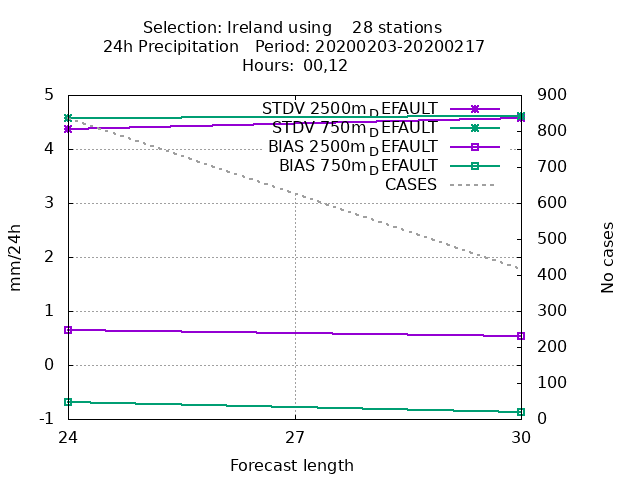 Selection: Ireland using    28 stations
24h Precipitation   Period: 20200203-20200217
Hours:  00,12
5
900
STDV 2500m_DEFAULT
800
STDV 750m_DEFAULT
4
BIAS 2500m_DEFAULT
700
BIAS 750m_DEFAULT
CASES
3
600
500
2
400
1
300
200
0
100
-1
0
24
27
30
mm/24h
No cases
Forecast length